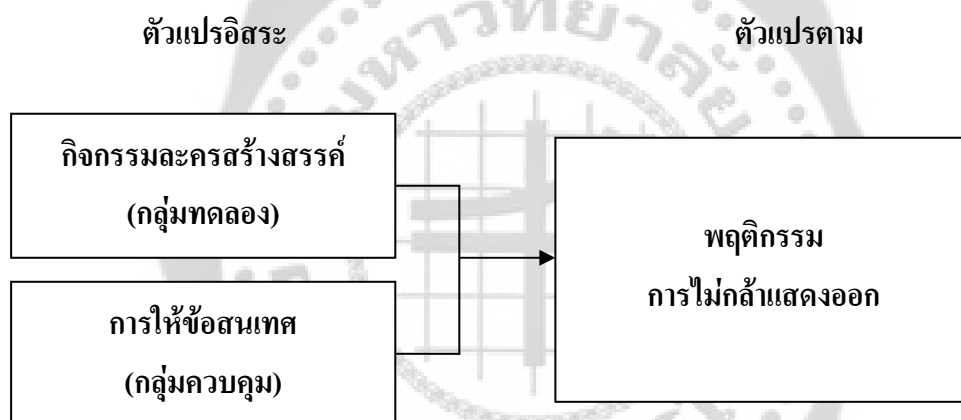 ตัวแปรอิสระ
ตัวแปรตาม
กิจกรรมละครสร้างสรรค์
(กลุ่มทดลอง)
การให้ข้อสนเทศ
(กลุ่มควบคุม)
พฤติกรรม
การไม่กล้าแสดงออก